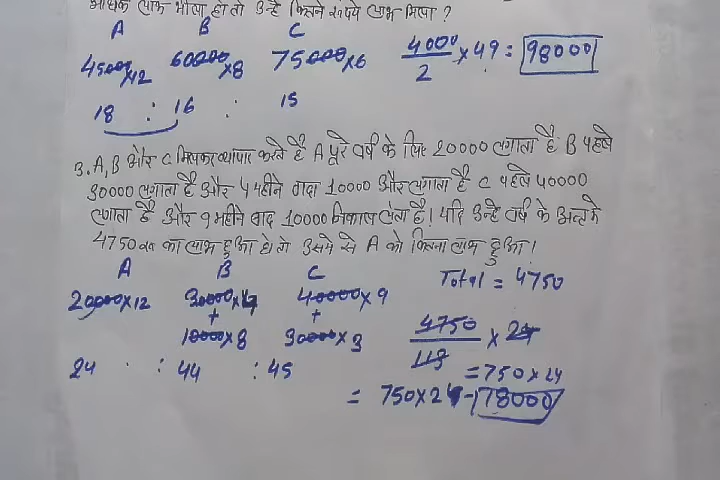 अधिक लाभ मिला हो तो उन्हें कितने रुपये लाभ मिला ?
A B C
45000×12 60000×8 75000×6 4000/2 × 49 = 98000
18 : 16 : 15
3. A, B और C मिलकर व्यापार करते हैं A पूरे वर्ष के लिए 20000 लगाता है B पहले
30000 लगाता है और 4 महीने बाद 10000 और लगाता है C पहले 40000
लगाता है और 9 महीने बाद 10000 निकाल लेता है। यदि उन्हें वर्ष के अन्त में
4750 रु0 का लाभ हुआ हो तो उसमें से A को कितना लाभ हुआ।
A B C Total = 4750
20000×12 30000×4 40000×9
+ + 4750/113 × 24
10000×8 30000×3
24 : 44 : 45 = 750×24
= 750×24 = 78000